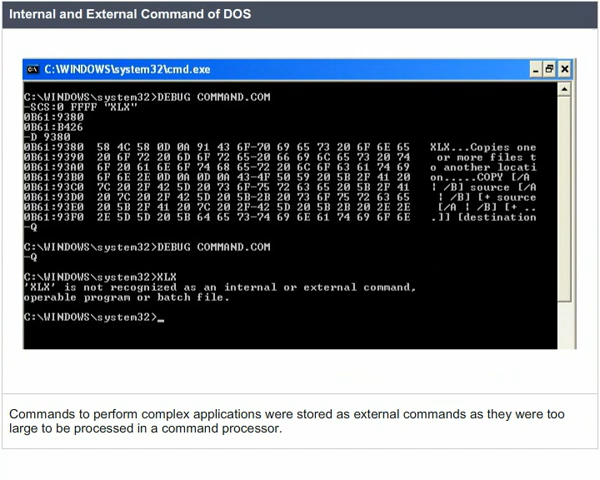 Internal and External Command of DOS
C:\WINDOWS\system32\cmd.exe
C:\WINDOWS\system32>DEBUG COMMAND.COM
-SCS:0 FFFF "XLX"
0B61:9380
0B61:B426
-D 9380
0B61:9380 58 4C 58 0D 0A 91 43 6F-70 69 65 73 20 6F 6E 65 XLX...Copies one
0B61:9390 20 6F 72 20 6D 6F 72 65-20 66 69 6C 65 73 20 74 or more files t
0B61:93A0 6F 20 61 6E 6F 74 68 65-72 20 6C 6F 63 61 74 69 o another locati
0B61:93B0 6F 6E 2E 0D 0A 0D 0A 43-4F 50 59 20 5B 2F 41 20 on.....COPY [/A
0B61:93C0 7C 20 2F 42 5D 20 73 6F-75 72 63 65 20 5B 2F 41 | /B] source [/A
0B61:93D0 20 7C 20 2F 42 5D 20 5B-2B 20 73 6F 75 72 63 65 | /B] [+ source
0B61:93E0 20 5B 2F 41 20 7C 20 2F-42 5D 20 5B 2B 20 2E 2E [/A | /B] [+ ..
0B61:93F0 2E 5D 5D 20 5B 64 65 73-74 69 6E 61 74 69 6F 6E .]] [destination
-Q
C:\WINDOWS\system32>DEBUG COMMAND.COM
-Q
C:\WINDOWS\system32>XLX
'XLX' is not recognized as an internal or external command,
operable program or batch file.
C:\WINDOWS\system32>_
Commands to perform complex applications were stored as external commands as they were too
large to be processed in a command processor.